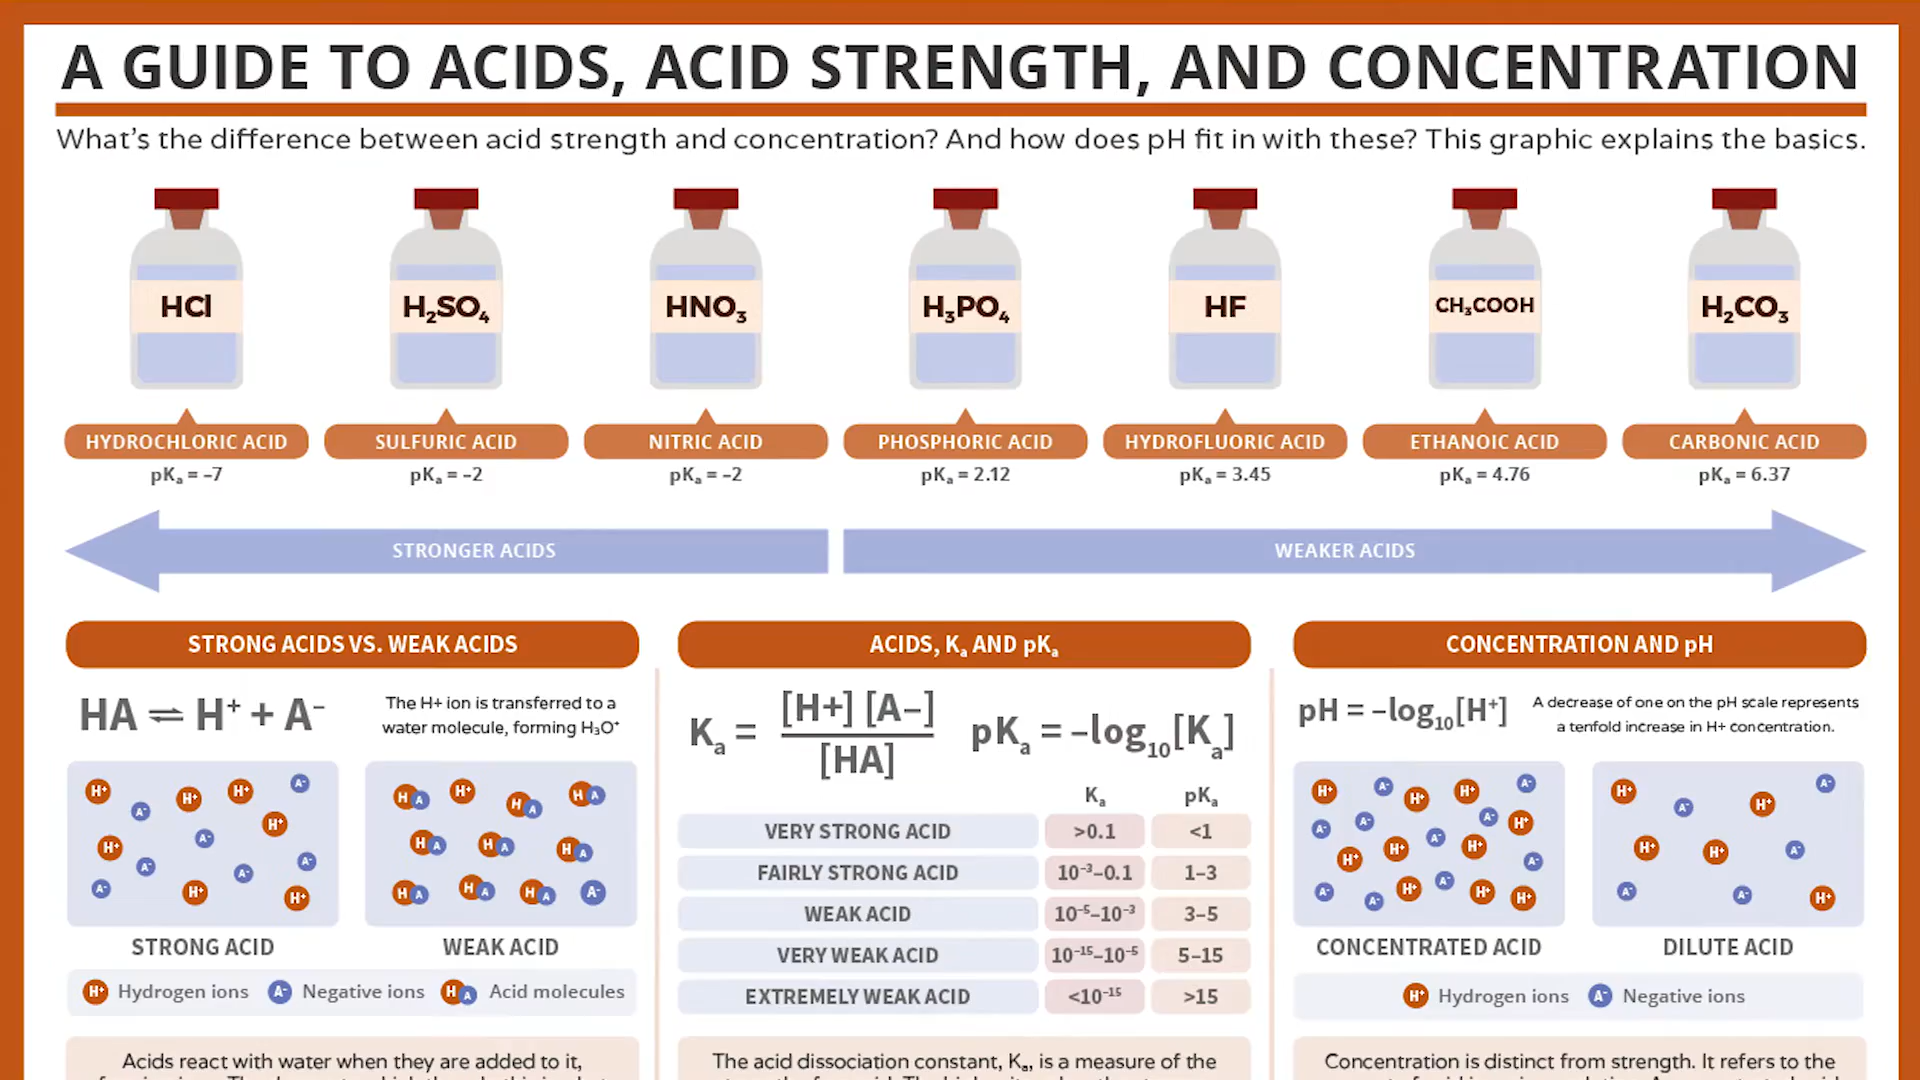 A GUIDE TO ACIDS, ACID STRENGTH, AND CONCENTRATION
What's the difference between acid strength and concentration? And how does pH fit in with these? This graphic explains the basics.
HCl
H₂SO₄
HNO₃
H₃PO₄
HF
CH₃COOH
H₂CO₃
HYDROCHLORIC ACID
SULFURIC ACID
NITRIC ACID
PHOSPHORIC ACID
HYDROFLUORIC ACID
ETHANOIC ACID
CARBONIC ACID
pKₐ = –7
pKₐ = –2
pKₐ = –2
pKₐ = 2.12
pKₐ = 3.45
pKₐ = 4.76
pKₐ = 6.37
STRONGER ACIDS
WEAKER ACIDS
STRONG ACIDS VS. WEAK ACIDS
HA ⇌ H⁺ + A⁻
The H+ ion is transferred to a
water molecule, forming H₃O⁺
H⁺ A⁻ H⁺ H⁺ A⁻ H⁺ A⁻ H⁺ A⁻ A⁻ A⁻ A⁻ H⁺ H⁺
H A H⁺ H A H A H A H A H A H A H A H A A⁻
STRONG ACID
WEAK ACID
H⁺ Hydrogen ions A⁻ Negative ions H A Acid molecules
Acids react with water when they are added to it,
ACIDS, Kₐ AND pKₐ
Kₐ = [H+] [A–] / [HA]
pKₐ = –log₁₀[Kₐ]
Kₐ pKₐ
VERY STRONG ACID >0.1 <1
FAIRLY STRONG ACID 10⁻³–0.1 1–3
WEAK ACID 10⁻⁵–10⁻³ 3–5
VERY WEAK ACID 10⁻¹⁵–10⁻⁵ 5–15
EXTREMELY WEAK ACID <10⁻¹⁵ >15
The acid dissociation constant, Kₐ, is a measure of the
CONCENTRATION AND pH
pH = –log₁₀[H⁺]
A decrease of one on the pH scale represents
a tenfold increase in H+ concentration.
H⁺ A⁻ H⁺ H⁺ A⁻ A⁻ A⁻ A⁻ H⁺ A⁻ H⁺ H⁺ H⁺ A⁻ A⁻ A⁻ H⁺ A⁻ H⁺ H⁺
H⁺ A⁻ H⁺ A⁻ H⁺ H⁺ A⁻ A⁻ A⁻ H⁺
CONCENTRATED ACID
DILUTE ACID
H⁺ Hydrogen ions A⁻ Negative ions
Concentration is distinct from strength. It refers to the